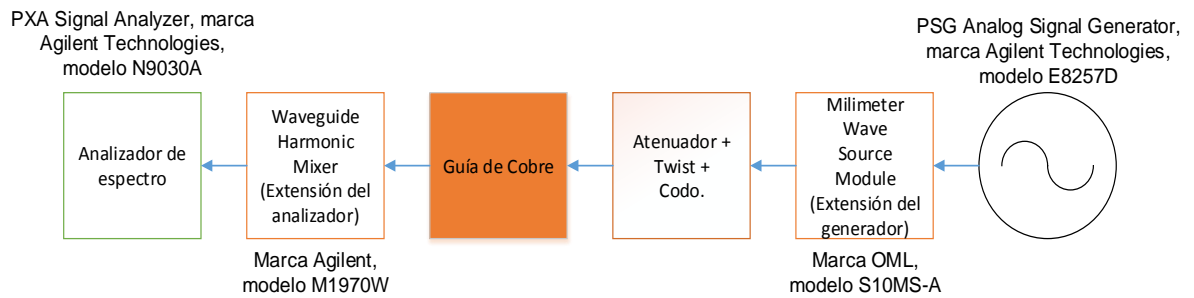 PXA Signal Analyzer, marca
Agilent Technologies,
modelo N9030A
Analizador de
espectro
Waveguide
Harmonic
Mixer
(Extensión del
analizador)
Marca Agilent,
modelo M1970W
Guía de Cobre
Atenuador +
Twist +
Codo.
Milimeter
Wave
Source
Module
(Extensión del
generador)
Marca OML,
modelo S10MS-A
PSG Analog Signal Generator,
marca Agilent Technologies,
modelo E8257D